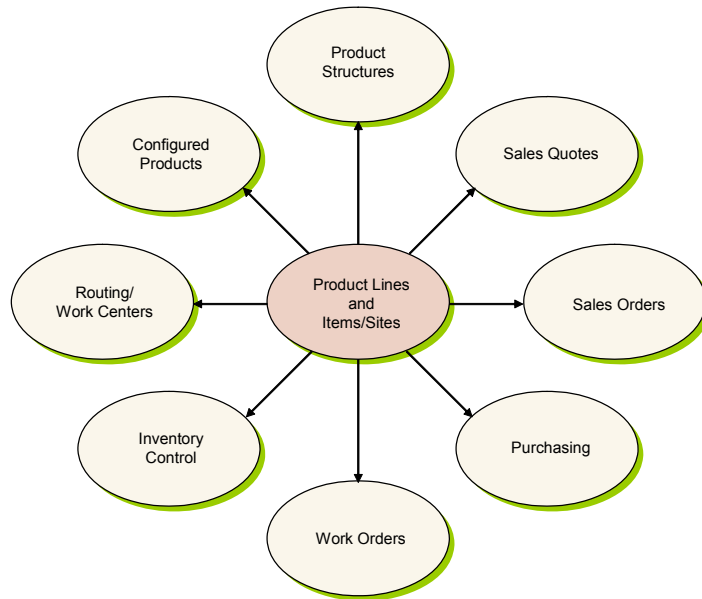 Product
Structures
Configured
Products
Sales Quotes
Routing/
Work Centers
Product Lines
and
Items/Sites
Sales Orders
Inventory
Control
Purchasing
Work Orders